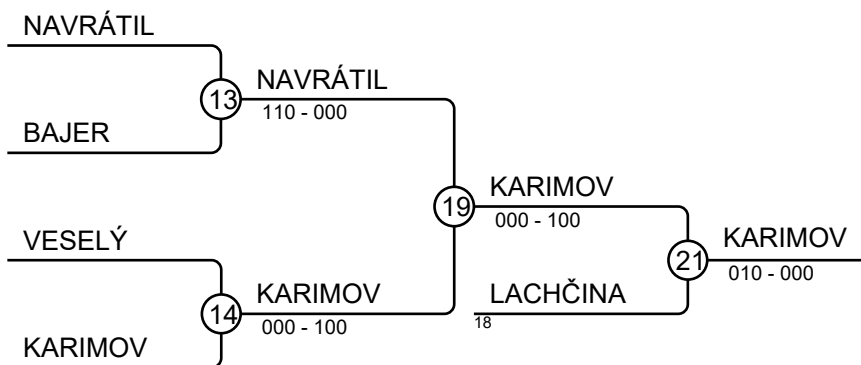 NAVRÁTIL
13
NAVRÁTIL
110 - 000
BAJER
19
KARIMOV
000 - 100
VESELÝ
21
KARIMOV
010 - 000
14
KARIMOV
000 - 100
LACHČINA
18
KARIMOV